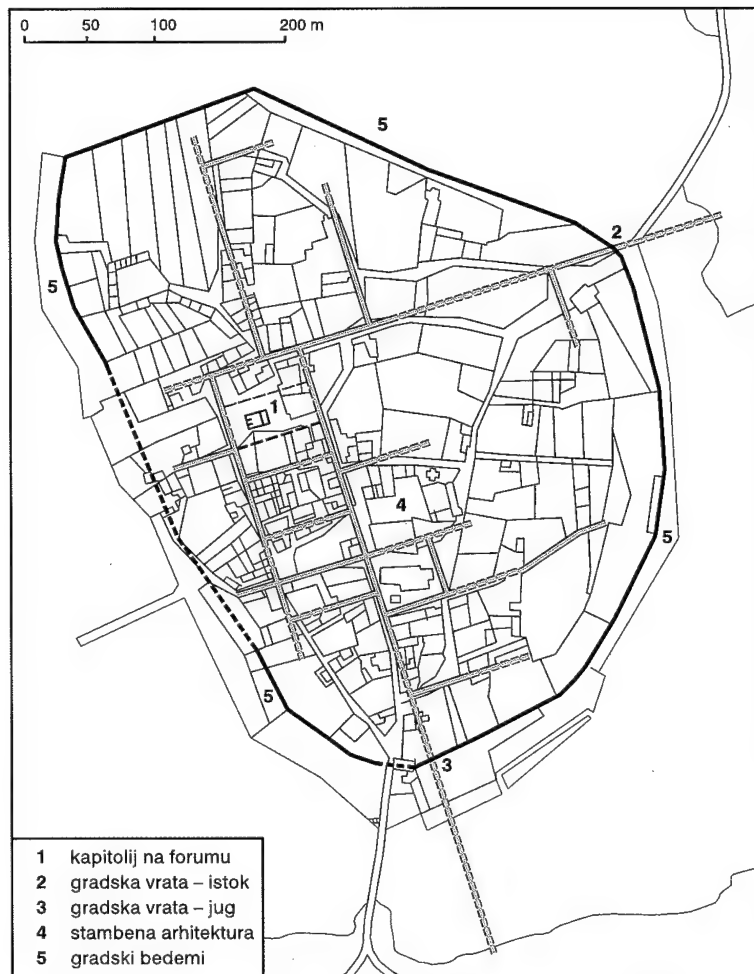 0 50 100 200 m
5
2
5
1
4
5
5
3
1 kapitolij na forumu
2 gradska vrata – istok
3 gradska vrata – jug
4 stambena arhitektura
5 gradski bedemi